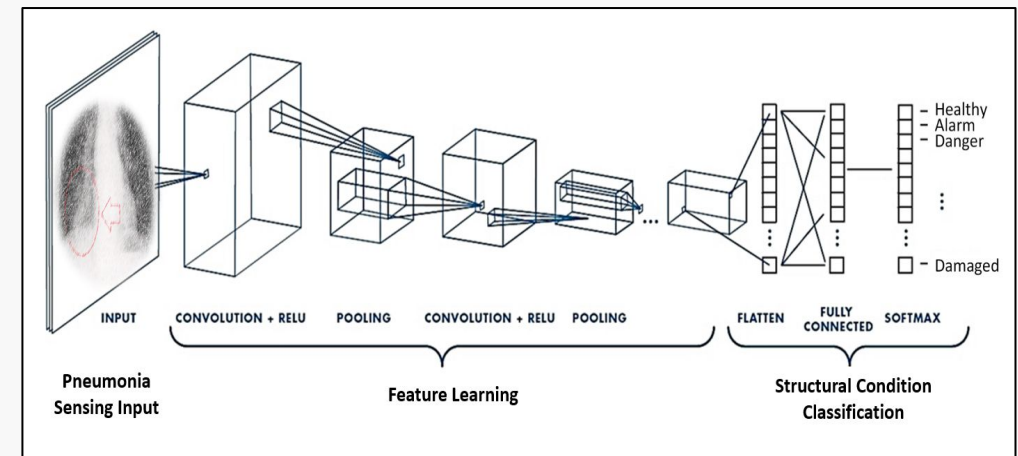 Healthy
Alarm
Danger
Damaged
INPUT
CONVOLUTION + RELU
POOLING
CONVOLUTION + RELU
POOLING
FLATTEN
FULLY
CONNECTED
SOFTMAX
Pneumonia
Sensing Input
Feature Learning
Structural Condition
Classification